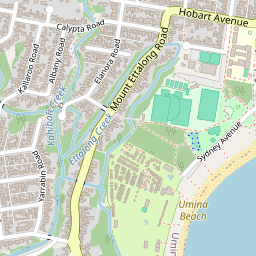 Hobart Avenue
Calypta Road
Kallaroo Road
Albany Road
Elanora Road
Mount Ettalong Road
Kahibah Creek
Ettalong Creek
Sydney Avenue
Yarrabin Road
Umina
Beach
Umin